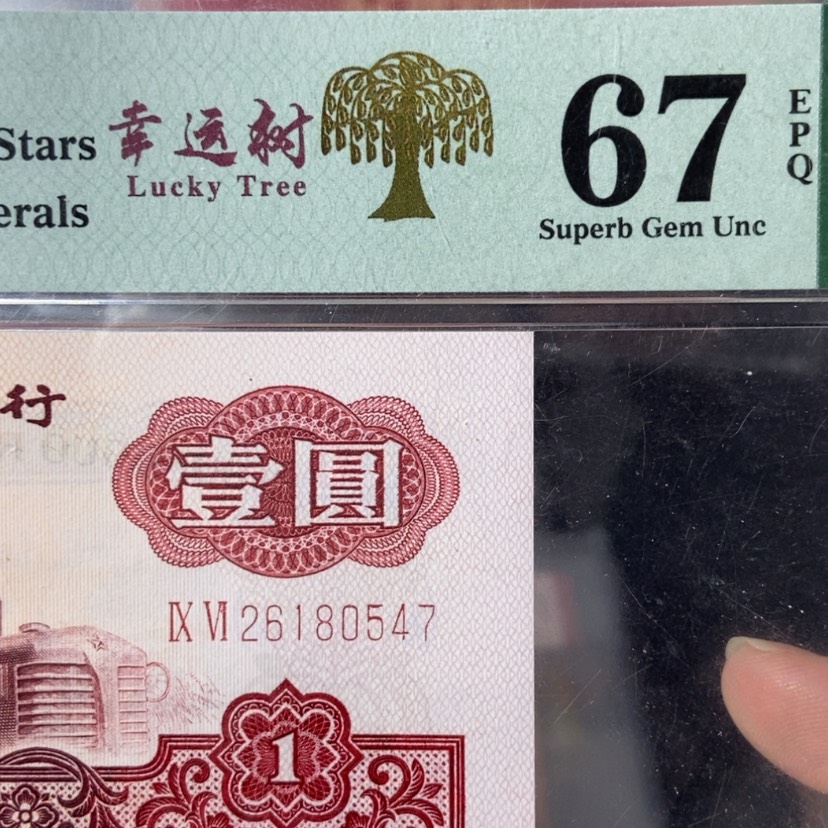 Stars
erals
幸运树
Lucky Tree
67
EPQ
Superb Gem Unc
行
壹圓
IX VI 26180547
1